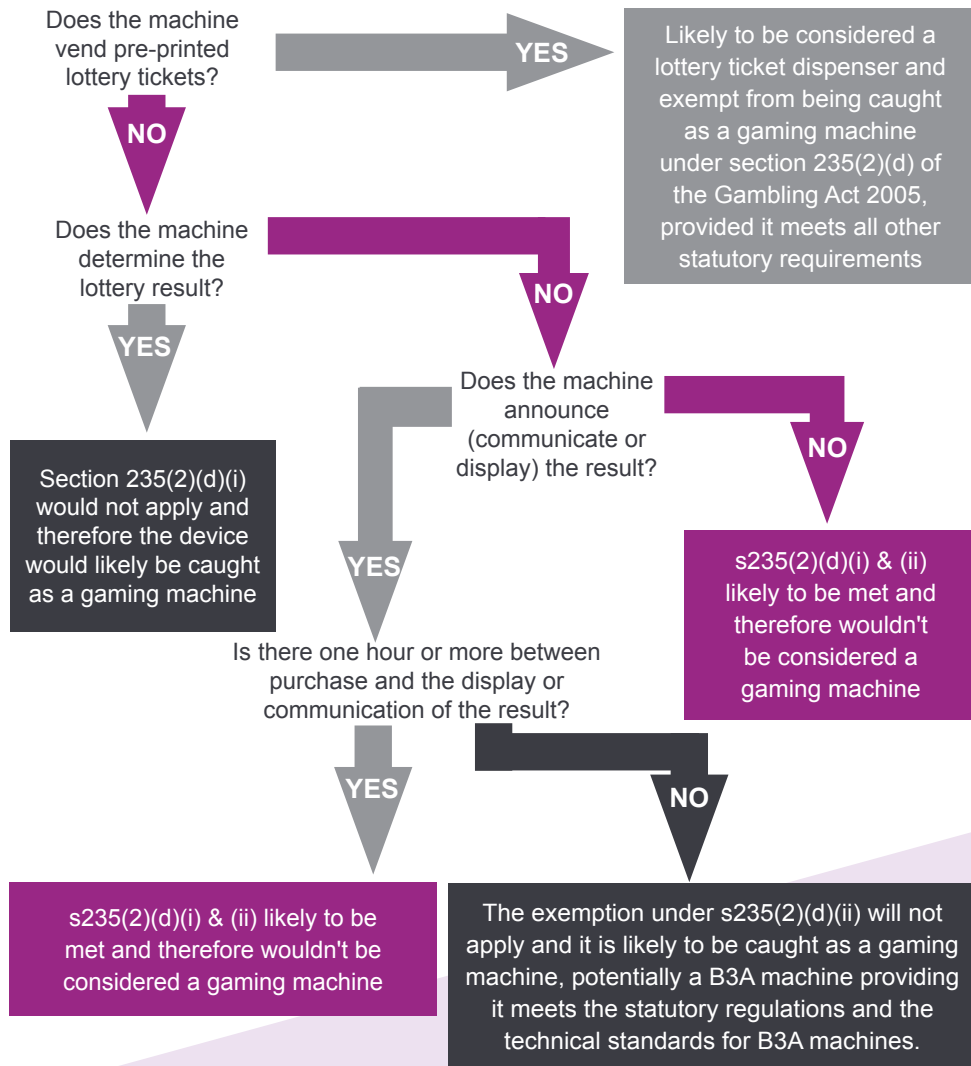 Does the machine
vend pre-printed
lottery tickets?
YES
Likely to be considered a
lottery ticket dispenser and
exempt from being caught
as a gaming machine
under section 235(2)(d) of
the Gambling Act 2005,
provided it meets all other
statutory requirements
NO
Does the machine
determine the
lottery result?
NO
YES
Does the machine
announce
(communicate or
display) the result?
NO
Section 235(2)(d)(i)
would not apply and
therefore the device
would likely be caught
as a gaming machine
YES
s235(2)(d)(i) & (ii)
likely to be met and
therefore wouldn't
be considered a
gaming machine
Is there one hour or more between
purchase and the display or
communication of the result?
YES
NO
s235(2)(d)(i) & (ii) likely to be
met and therefore wouldn't be
considered a gaming machine
The exemption under s235(2)(d)(ii) will not
apply and it is likely to be caught as a gaming
machine, potentially a B3A machine providing
it meets the statutory regulations and the
technical standards for B3A machines.